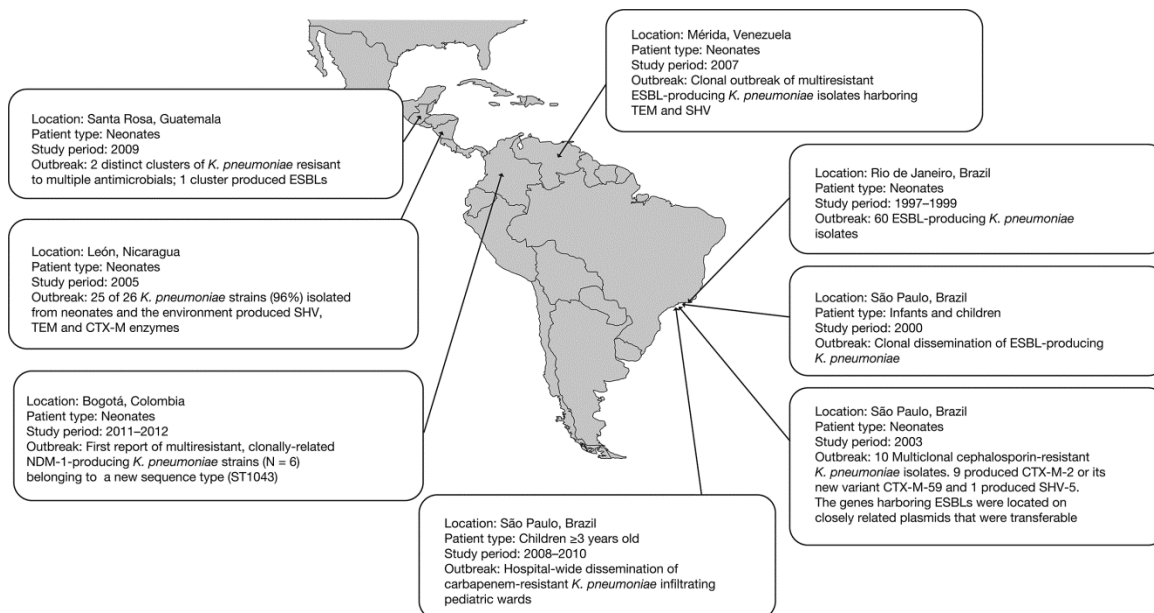 Location: Mérida, Venezuela
Patient type: Neonates
Study period: 2007
Outbreak: Clonal outbreak of multiresistant
ESBL-producing K. pneumoniae isolates harboring
TEM and SHV
Location: Santa Rosa, Guatemala
Patient type: Neonates
Study period: 2009
Outbreak: 2 distinct clusters of K. pneumoniae resisant
to multiple antimicrobials; 1 cluster produced ESBLs
Location: Rio de Janeiro, Brazil
Patient type: Neonates
Study period: 1997–1999
Outbreak: 60 ESBL-producing K. pneumoniae
isolates
Location: León, Nicaragua
Patient type: Neonates
Study period: 2005
Outbreak: 25 of 26 K. pneumoniae strains (96%) isolated
from neonates and the environment produced SHV,
TEM and CTX-M enzymes
Location: São Paulo, Brazil
Patient type: Infants and children
Study period: 2000
Outbreak: Clonal dissemination of ESBL-producing
K. pneumoniae
Location: Bogotá, Colombia
Patient type: Neonates
Study period: 2011–2012
Outbreak: First report of multiresistant, clonally-related
NDM-1-producing K. pneumoniae strains (N = 6)
belonging to a new sequence type (ST1043)
Location: São Paulo, Brazil
Patient type: Neonates
Study period: 2003
Outbreak: 10 Multiclonal cephalosporin-resistant
K. pneumoniae isolates. 9 produced CTX-M-2 or its
new variant CTX-M-59 and 1 produced SHV-5.
The genes harboring ESBLs were located on
closely related plasmids that were transferable
Location: São Paulo, Brazil
Patient type: Children ≥3 years old
Study period: 2008–2010
Outbreak: Hospital-wide dissemination of
carbapenem-resistant K. pneumoniae infiltrating
pediatric wards